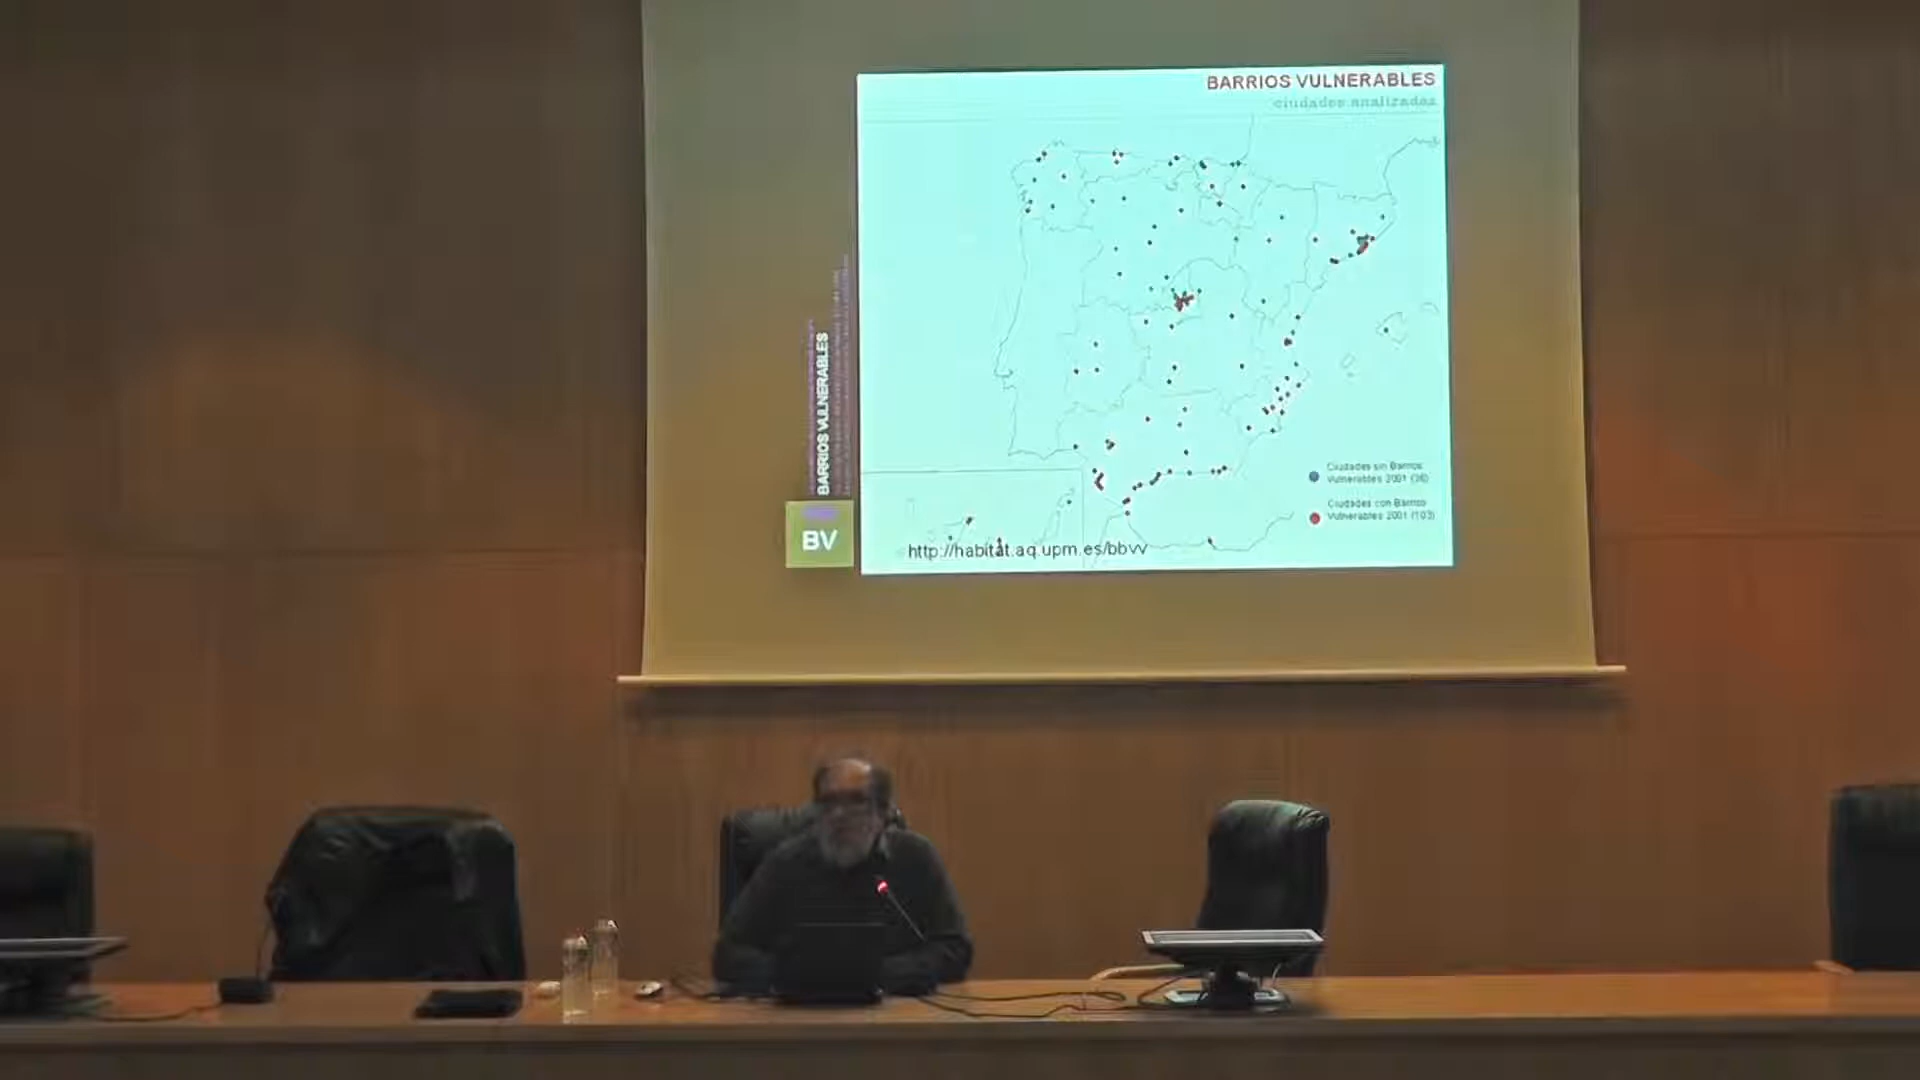 BARRIOS VULNERABLES
ciudades analizadas
BARRIOS VULNERABLES
BV
Ciudades sin Barrios
Vulnerables 2001 (36)
Ciudades con Barrios
Vulnerables 2001 (103)
http://habitat.aq.upm.es/bbvv